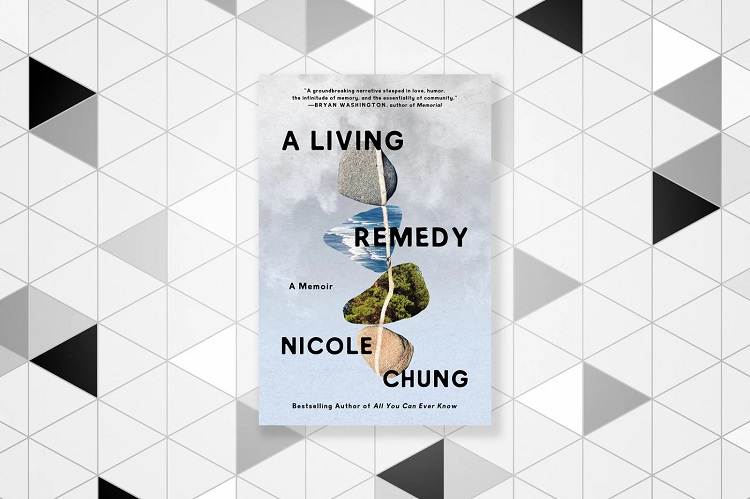 "A groundbreaking narrative steeped in love, humor,
the infinitude of memory, and the essentiality of community."
—BRYAN WASHINGTON, author of Memorial
A LIVING
REMEDY
A Memoir
NICOLE
CHUNG
Bestselling Author of All You Can Ever Know